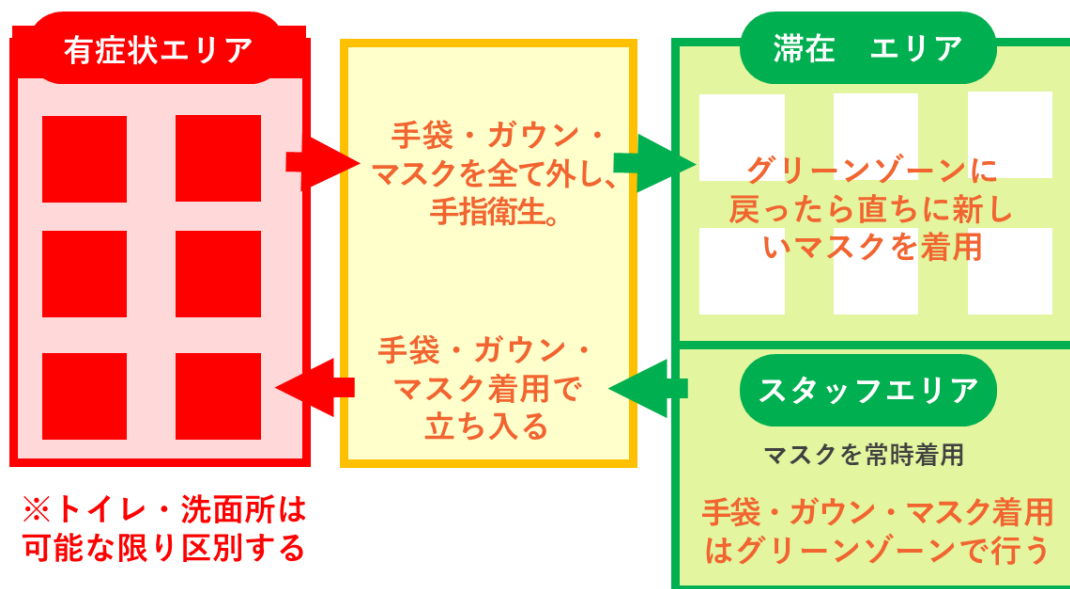 有症状エリア
手袋・ガウン・
マスクを全て外し、
手指衛生。
滞在　エリア
グリーンゾーンに
戻ったら直ちに新し
いマスクを着用
手袋・ガウン・
マスク着用で
立ち入る
スタッフエリア
マスクを常時着用
手袋・ガウン・マスク着用
はグリーンゾーンで行う
※トイレ・洗面所は
可能な限り区別する